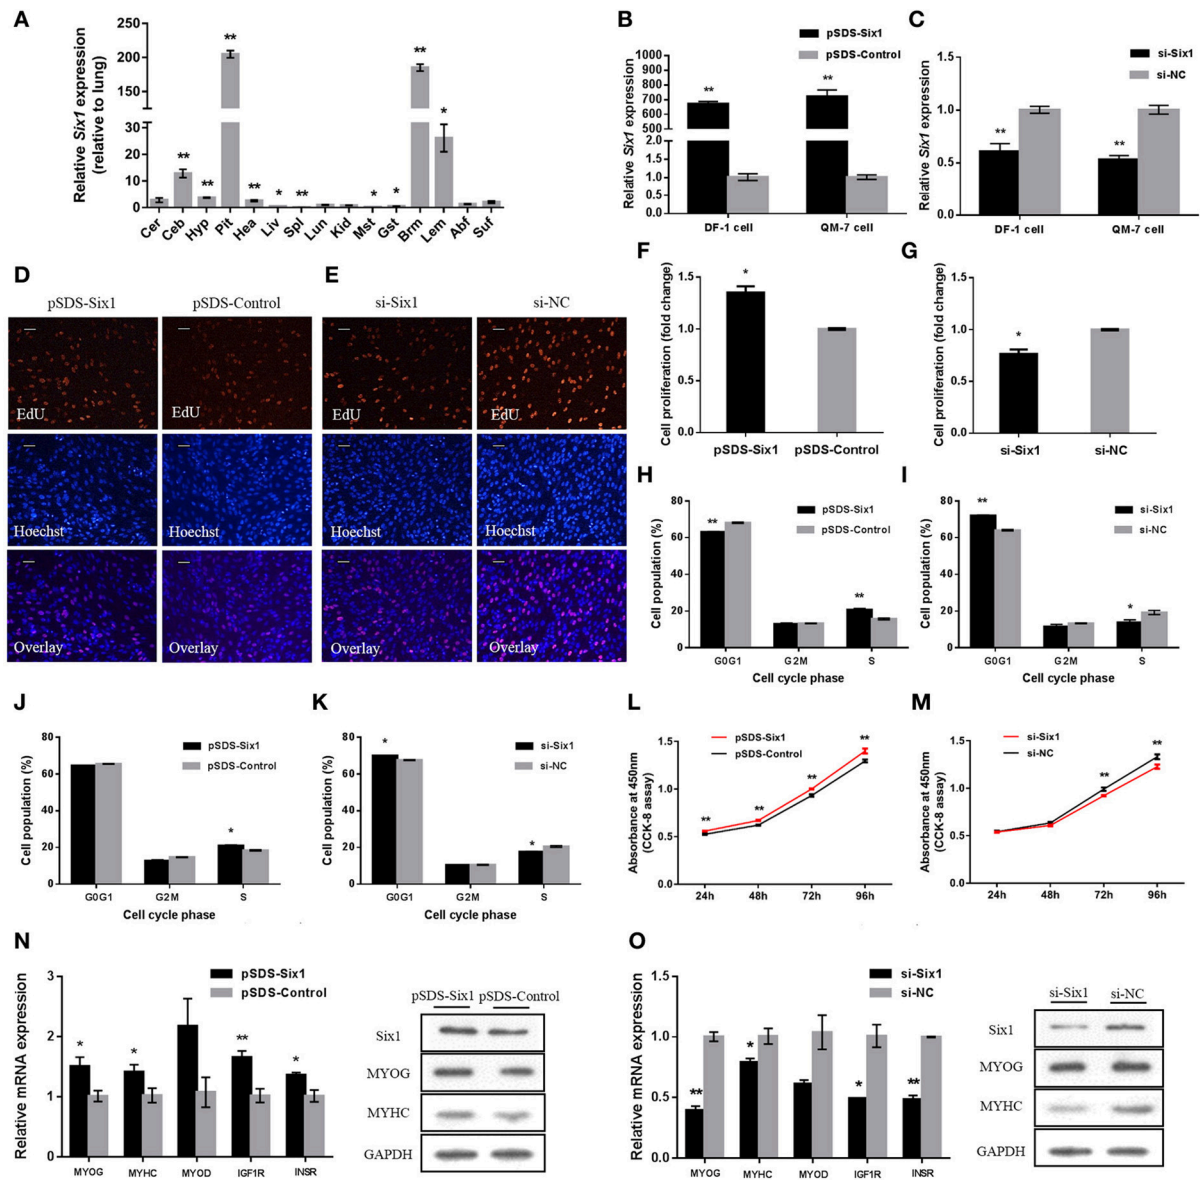 A
Relative Six1 expression
(relative to lung)
250
200
150
100
30
20
10
0
**
**
**
**
**
*
**
*
*
**
*
Cer
Ceb
Hyp
Pit
Hea
Liv
Spl
Lun
Kid
Mst
Gst
Brm
Lem
Abf
Suf
B
pSDS-Six1
pSDS-Control
Relative Six1 expression
1000
900
800
700
600
500
2.0
1.5
1.0
0.5
0.0
**
**
DF-1 cell
QM-7 cell
C
si-Six1
si-NC
Relative Six1 expression
1.5
1.0
0.5
0.0
**
**
DF-1 cell
QM-7 cell
D
pSDS-Six1
pSDS-Control
E
si-Six1
si-NC
EdU
EdU
EdU
EdU
Hoechst
Hoechst
Hoechst
Hoechst
Overlay
Overlay
Overlay
Overlay
F
Cell proliferation (fold change)
1.5
1.0
0.5
0.0
*
pSDS-Six1
pSDS-Control
G
Cell proliferation (fold change)
1.5
1.0
0.5
0.0
*
si-Six1
si-NC
H
Cell population (%)
80
60
40
20
0
**
**
pSDS-Six1
pSDS-Control
G0G1
G2M
S
Cell cycle phase
I
Cell population (%)
80
60
40
20
0
**
*
si-Six1
si-NC
G0G1
G2M
S
Cell cycle phase
J
Cell population (%)
80
60
40
20
0
*
pSDS-Six1
pSDS-Control
G0G1
G2M
S
Cell cycle phase
K
Cell population (%)
80
60
40
20
0
*
*
si-Six1
si-NC
G0G1
G2M
S
Cell cycle phase
L
Absorbance at 450nm
(CCK-8 assay)
1.5
1.0
0.5
0.0
pSDS-Six1
pSDS-Control
**
**
**
**
24h
48h
72h
96h
M
Absorbance at 450nm
(CCK-8 assay)
1.5
1.0
0.5
0.0
si-Six1
si-NC
**
**
24h
48h
72h
96h
N
Relative mRNA expression
3
2
1
0
pSDS-Six1
pSDS-Control
*
*
**
*
MYOG
MYHC
MYOD
IGF1R
INSR
pSDS-Six1
pSDS-Control
Six1
MYOG
MYHC
GAPDH
O
Relative mRNA expression
1.5
1.0
0.5
0.0
si-Six1
si-NC
**
*
*
**
MYOG
MYHC
MYOD
IGF1R
INSR
si-Six1
si-NC
Six1
MYOG
MYHC
GAPDH